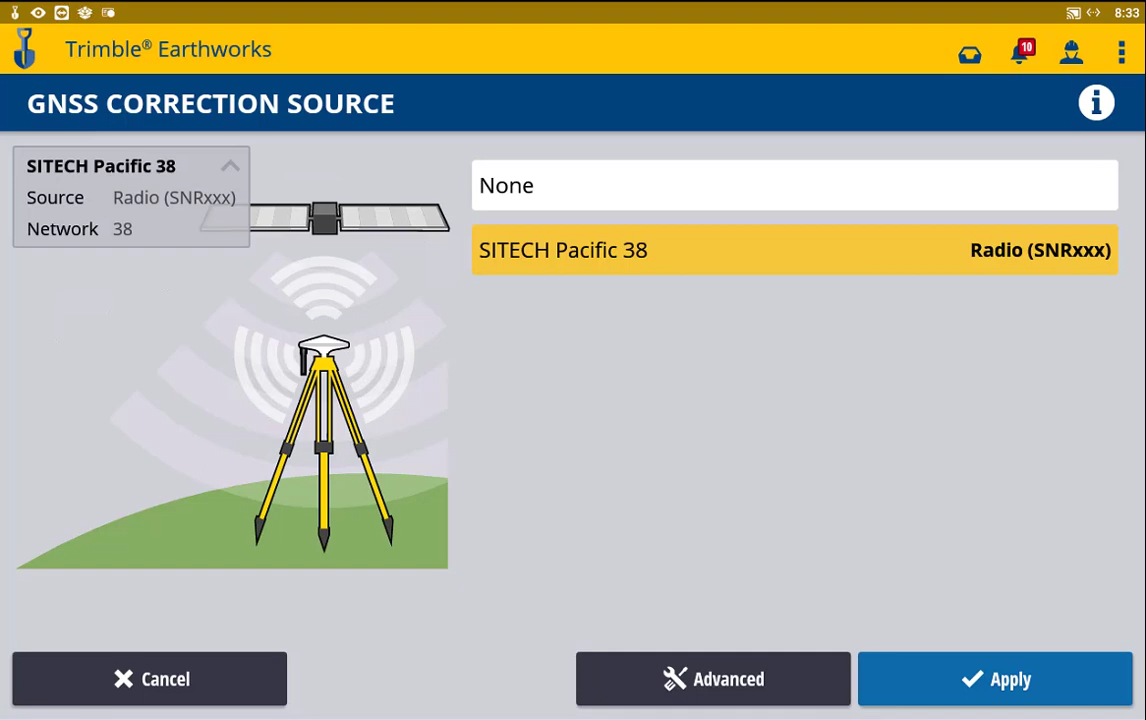 8:33
Trimble® Earthworks
10
GNSS CORRECTION SOURCE
i
SITECH Pacific 38
Source Radio (SNRxxx)
Network 38
None
SITECH Pacific 38 Radio (SNRxxx)
Cancel
Advanced
Apply